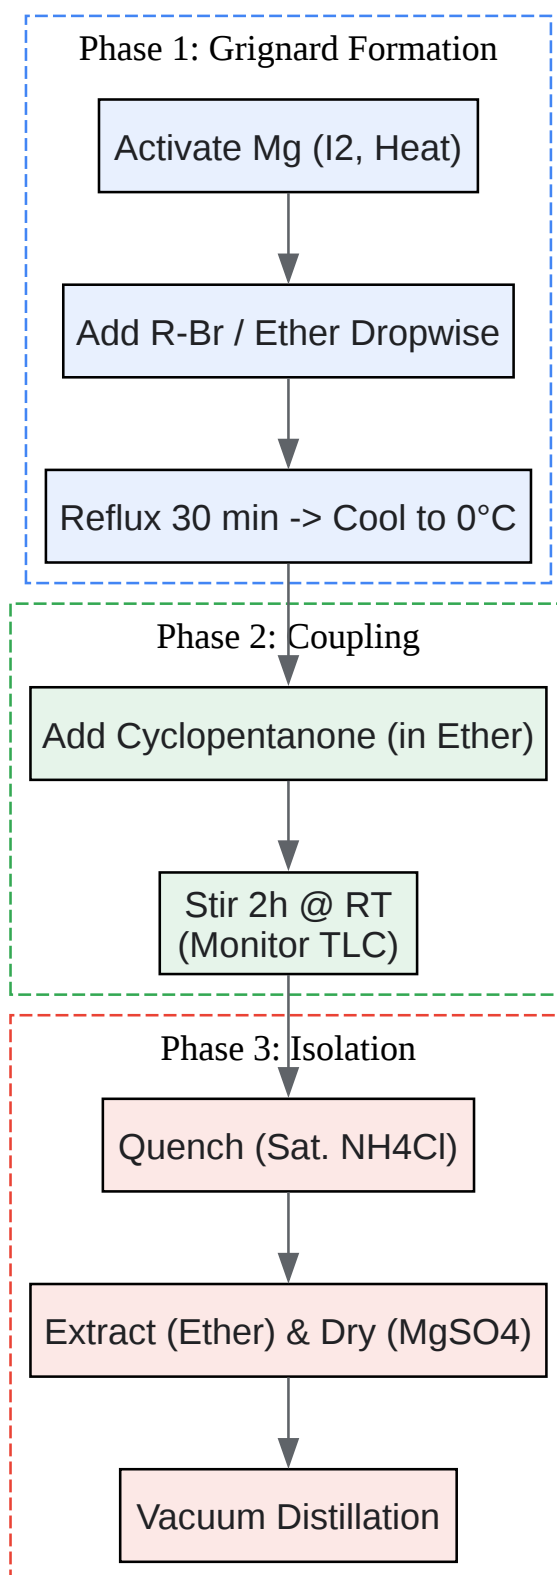 Phase 1: Grignard Formation
Activate Mg (I2, Heat)
Add R-Br / Ether Dropwise
Reflux 30 min -> Cool to 0°C
Phase 2: Coupling
Add Cyclopentanone (in Ether)
Stir 2h @ RT
(Monitor TLC)
Phase 3: Isolation
Quench (Sat. NH4Cl)
Extract (Ether) & Dry (MgSO4)
Vacuum Distillation